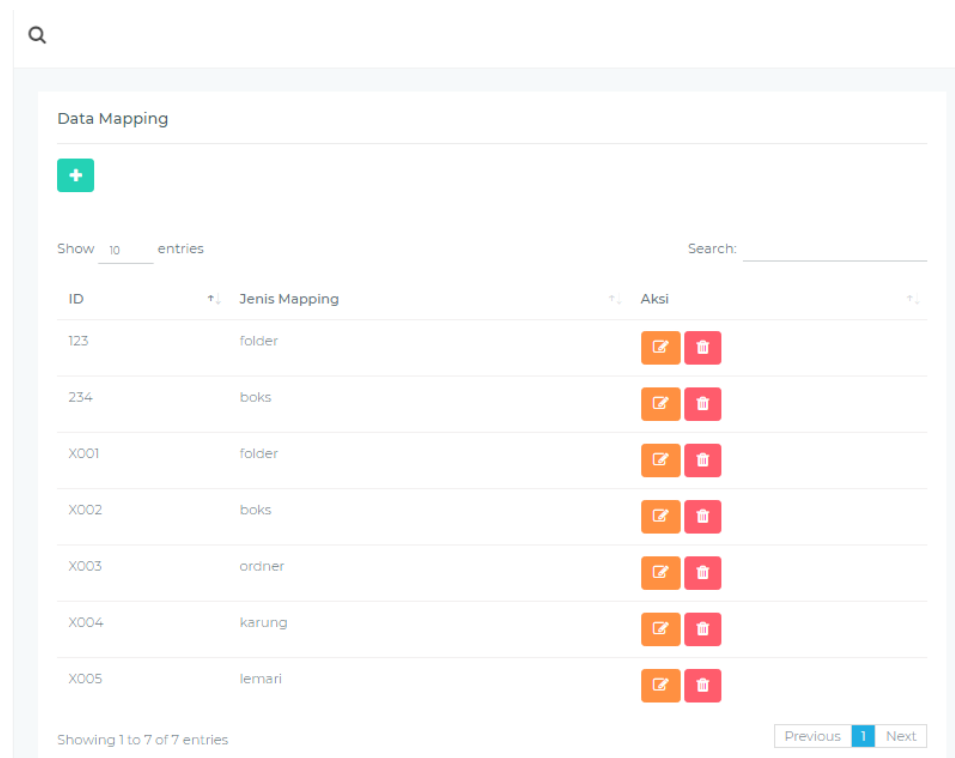 Data Mapping
Show 10 entries Search:
ID Jenis Mapping Aksi
123 folder
234 boks
X001 folder
X002 boks
X003 ordner
X004 karung
X005 lemari
Showing 1 to 7 of 7 entries Previous 1 Next